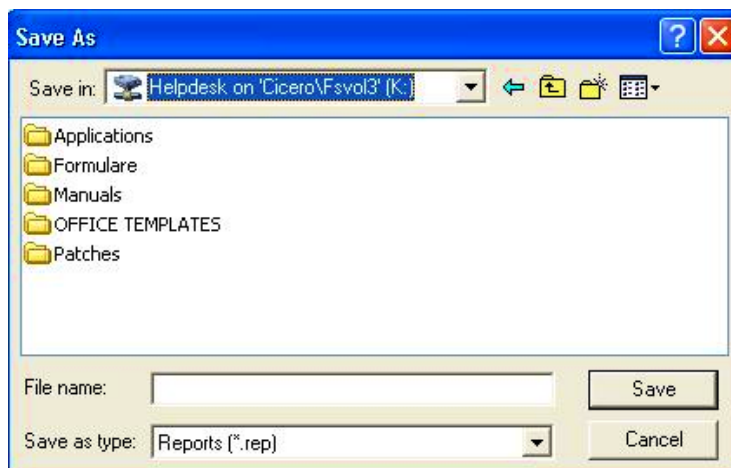 Save As
Save in: Helpdesk on 'Cicero\Fsvol3' (K:)
Applications
Formulare
Manuals
OFFICE TEMPLATES
Patches
File name: Save
Save as type: Reports (*.rep) Cancel